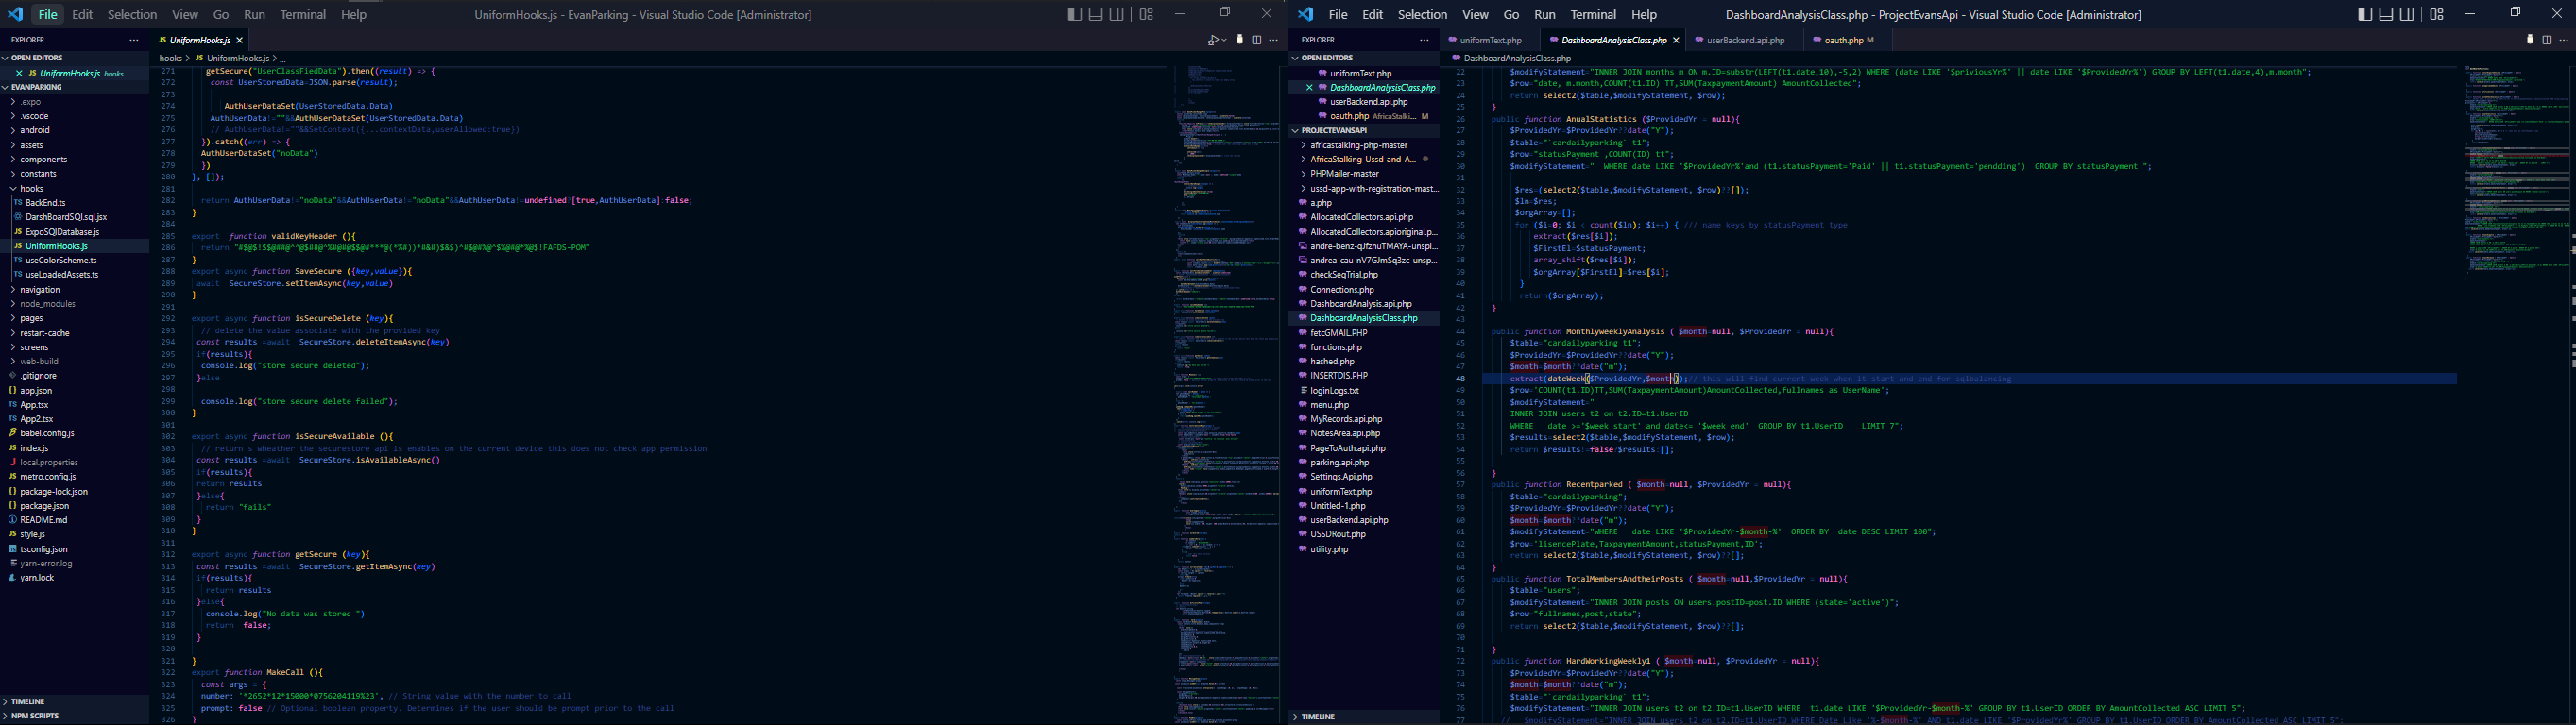 File Edit Selection View Go Run Terminal Help
UniformHooks.js - EvanParking - Visual Studio Code [Administrator]
EXPLORER
OPEN EDITORS
JS UniformHooks.js hooks
EVANPARKING
.expo
.vscode
android
assets
components
constants
hooks
TS BackEnd.ts
DarshBoardSQl.sql.jsx
JS ExpoSQlDatabase.js
JS UniformHooks.js
TS useColorScheme.ts
TS useLoadedAssets.ts
navigation
node_modules
pages
restart-cache
screens
web-build
.gitignore
{} app.json
TS App.tsx
TS App2.tsx
babel.config.js
JS index.js
local.properties
JS metro.config.js
{} package-lock.json
{} package.json
README.md
JS style.js
tsconfig.json
yarn-error.log
yarn.lock
TIMELINE
NPM SCRIPTS
JS UniformHooks.js
hooks > JS UniformHooks.js > ...
271 getSecure("UserClassFiedData").then((result) => {
272 const UserStoredData=JSON.parse(result);
273
274 AuthUserDataSet(UserStoredData.Data)
275 AuthUserData!=""&&AuthUserDataSet(UserStoredData.Data)
276 // AuthUserData!=""&&SetContext({...contextData,userAllowed:true})
277 }).catch((err) => {
278 AuthUserDataSet("noData")
279 })
280 }, []);
281
282 return AuthUserData!="noData"&&AuthUserData!="noData"&&AuthUserData!=undefined?[true,AuthUserData]:false;
283 }
284
285 export function validKeyHeader (){
287 }
288 export async function SaveSecure ({key,value}){
289 await SecureStore.setItemAsync(key,value)
290 }
291
292 export async function isSecureDelete (key){
293 // delete the value associate with the provided key
294 const results =await SecureStore.deleteItemAsync(key)
295 if(results){
296 console.log("store secure deleted");
297 }else
298
299 console.log("store secure delete failed");
300 }
301
302 export async function isSecureAvailable (){
303 // return s wheather the securestore api is enables on the current device this does not check app permission
304 const results =await SecureStore.isAvailableAsync()
305 if(results){
306 return results
307 }else{
308 return "fails"
309 }
310 }
311
312 export async function getSecure (key){
313 const results =await SecureStore.getItemAsync(key)
314 if(results){
315 return results
316 }else{
317 console.log("No data was stored ")
318 return false;
319 }
320
321 }
322 export function MakeCall (){
323 const args = {
324 number: '*2652*12*15000*0756204119%23', // String value with the number to call
325 prompt: false // Optional boolean property. Determines if the user should be prompt prior to the call
326 }
File Edit Selection View Go Run Terminal Help
DashboardAnalysisClass.php - ProjectEvansApi - Visual Studio Code [Administrator]
EXPLORER
OPEN EDITORS
uniformText.php
DashboardAnalysisClass.php
userBackend.api.php
oauth.php AfricaStalki... M
PROJECTEVANSAPI
africastalking-php-master
AfricaStalking-Ussd-and-A...
PHPMailer-master
ussd-app-with-registration-mast...
a.php
AllocatedCollectors.api.php
AllocatedCollectors.apioriginal.p...
andre-benz-qJfznuTMAYA-unspl...
andrea-cau-nV7GJmSq3zc-unsp...
checkSeqTrial.php
Connections.php
DashboardAnalysis.api.php
DashboardAnalysisClass.php
fetcGMAIL.PHP
functions.php
hashed.php
INSERTDIS.PHP
loginLogs.txt
menu.php
MyRecords.api.php
NotesArea.api.php
PageToAuth.api.php
parking.api.php
Settings.Api.php
uniformText.php
Untitled-1.php
userBackend.api.php
USSDRout.php
utility.php
TIMELINE
uniformText.php DashboardAnalysisClass.php userBackend.api.php oauth.php M
DashboardAnalysisClass.php
22 $modifyStatement="INNER JOIN months m ON m.ID=substr(LEFT(t1.date,10),-5,2) WHERE (date LIKE '$priviousYr%' || date LIKE '$ProvidedYr%') GROUP BY LEFT(t1.date,4),m.month";
23 $row="date, m.month,COUNT(t1.ID) TT,SUM(TaxpaymentAmount) AmountCollected";
24 return select2($table,$modifyStatement, $row);
25 }
26 public function AnualStatistics ($ProvidedYr = null){
27 $ProvidedYr=$ProvidedYr??date("Y");
28 $table="`cardailyparking` t1";
29 $row="statusPayment ,COUNT(ID) tt";
30 $modifyStatement=" WHERE date LIKE '$ProvidedYr%'and (t1.statusPayment='Paid' || t1.statusPayment='pendding') GROUP BY statusPayment ";
31
32 $res=(select2($table,$modifyStatement, $row)??[]);
33 $ln=$res;
34 $orgArray=[];
35 for ($i=0; $i < count($ln); $i++) { /// name keys by statusPayment type
36 extract($res[$i]);
37 $FirstEl=$statusPayment;
38 array_shift($res[$i]);
39 $orgArray[$FirstEl]=$res[$i];
40 }
41 return($orgArray);
42 }
43
44 public function MonthlyweeklyAnalysis ( $month=null, $ProvidedYr = null){
45 $table="cardailyparking t1";
46 $ProvidedYr=$ProvidedYr??date("Y");
47 $month=$month??date("m");
48 extract(dateWeek($ProvidedYr,$month));// this will find current week when it start and end for sqlbalancing
49 $row="COUNT(t1.ID)TT,SUM(TaxpaymentAmount)AmountCollected,fullnames as UserName";
50 $modifyStatement="
51 INNER JOIN users t2 on t2.ID=t1.UserID
52 WHERE date >='$week_start' and date<= '$week_end' GROUP BY t1.UserID LIMIT 7";
53 $results=select2($table,$modifyStatement, $row);
54 return $results!=false?$results:[];
55
56 }
57 public function Recentparked ( $month=null, $ProvidedYr = null){
58 $table="cardailyparking";
59 $ProvidedYr=$ProvidedYr??date("Y");
60 $month=$month??date("m");
61 $modifyStatement="WHERE date LIKE '$ProvidedYr-$month-%' ORDER BY date DESC LIMIT 100";
62 $row='lisencePlate,TaxpaymentAmount,statusPayment,ID';
63 return select2($table,$modifyStatement, $row)??[];
64 }
65 public function TotalMembersAndtheirPosts ( $month=null,$ProvidedYr = null){
66 $table="users";
67 $modifyStatement="INNER JOIN posts ON users.postID=post.ID WHERE (state='active')";
68 $row="fullnames,post,state";
69 return select2($table,$modifyStatement, $row)??[];
70
71 }
72 public function HardWorkingWeekly1 ( $month=null, $ProvidedYr = null){
73 $ProvidedYr=$ProvidedYr??date("Y");
74 $month=$month??date("m");
75 $table="`cardailyparking` t1";
76 $modifyStatement="INNER JOIN users t2 on t2.ID=t1.UserID WHERE t1.date LIKE '$ProvidedYr-$month-%' GROUP BY t1.UserID ORDER BY AmountCollected ASC LIMIT 5";
77 // $modifyStatement="INNER JOIN users t2 on t2.ID=t1.UserID WHERE Date Like '%-$month-%' AND t1.date LIKE '$ProvidedYr%' GROUP BY t1.UserID ORDER BY AmountCollected ASC LIMIT 5";